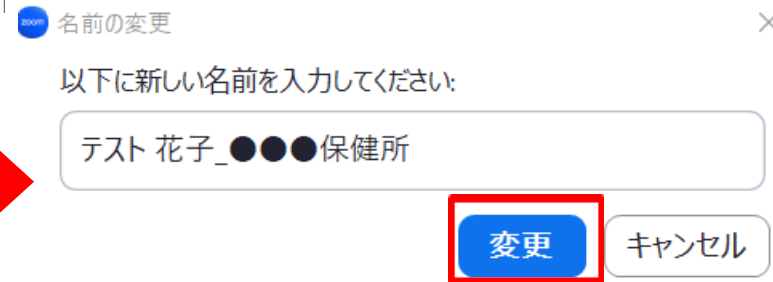 zoom 名前の変更
以下に新しい名前を入力してください:
テスト 花子_●●●保健所
変更 キャンセル